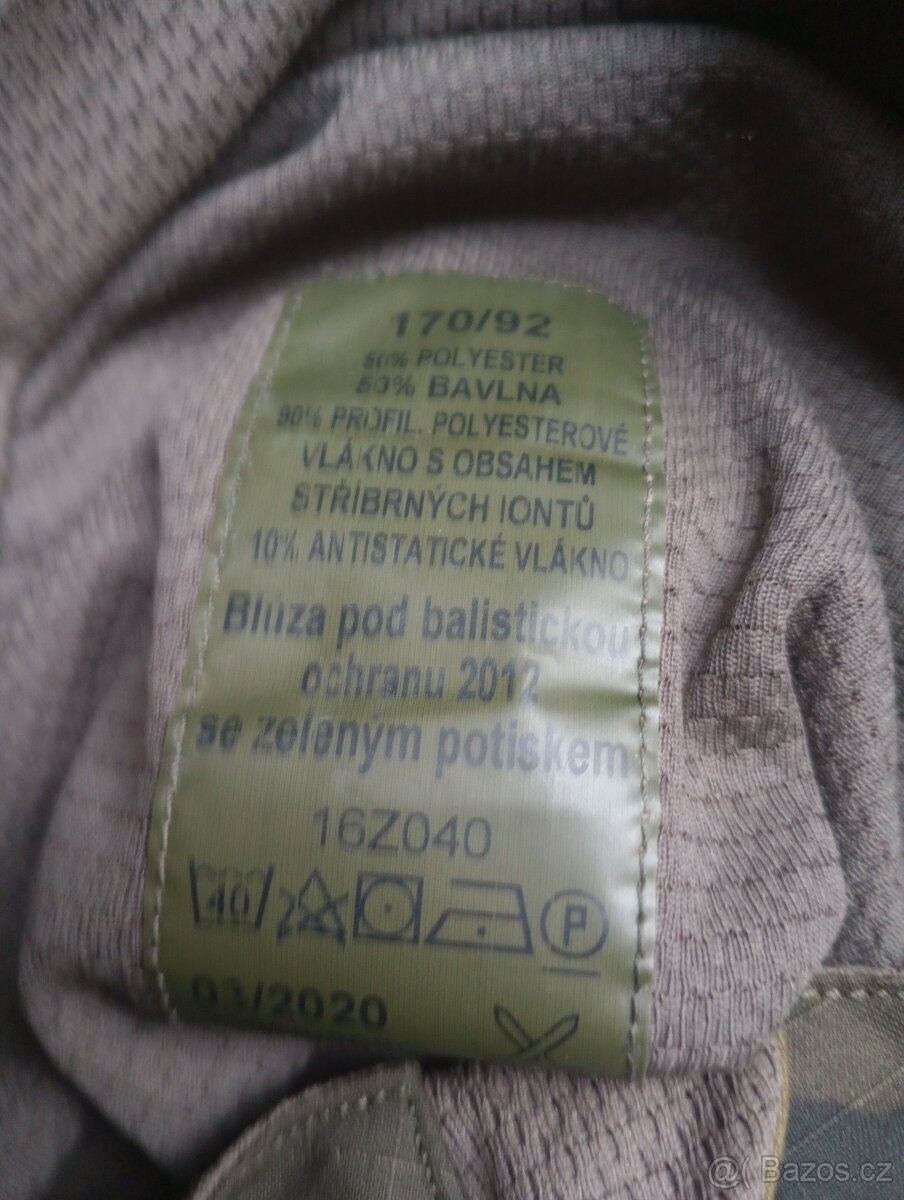 170/92
50% POLYESTER
50% BAVLNA
90% PROFIL. POLYESTEROVÉ
VLÁKNO S OBSAHEM
STŘÍBRNÝCH IONTŮ
10% ANTISTATICKÉ VLÁKNO
Blůza pod balistickou
ochranu 2012
se zeleným potiskem
16Z040
40 P
03/2020
Bazos.cz